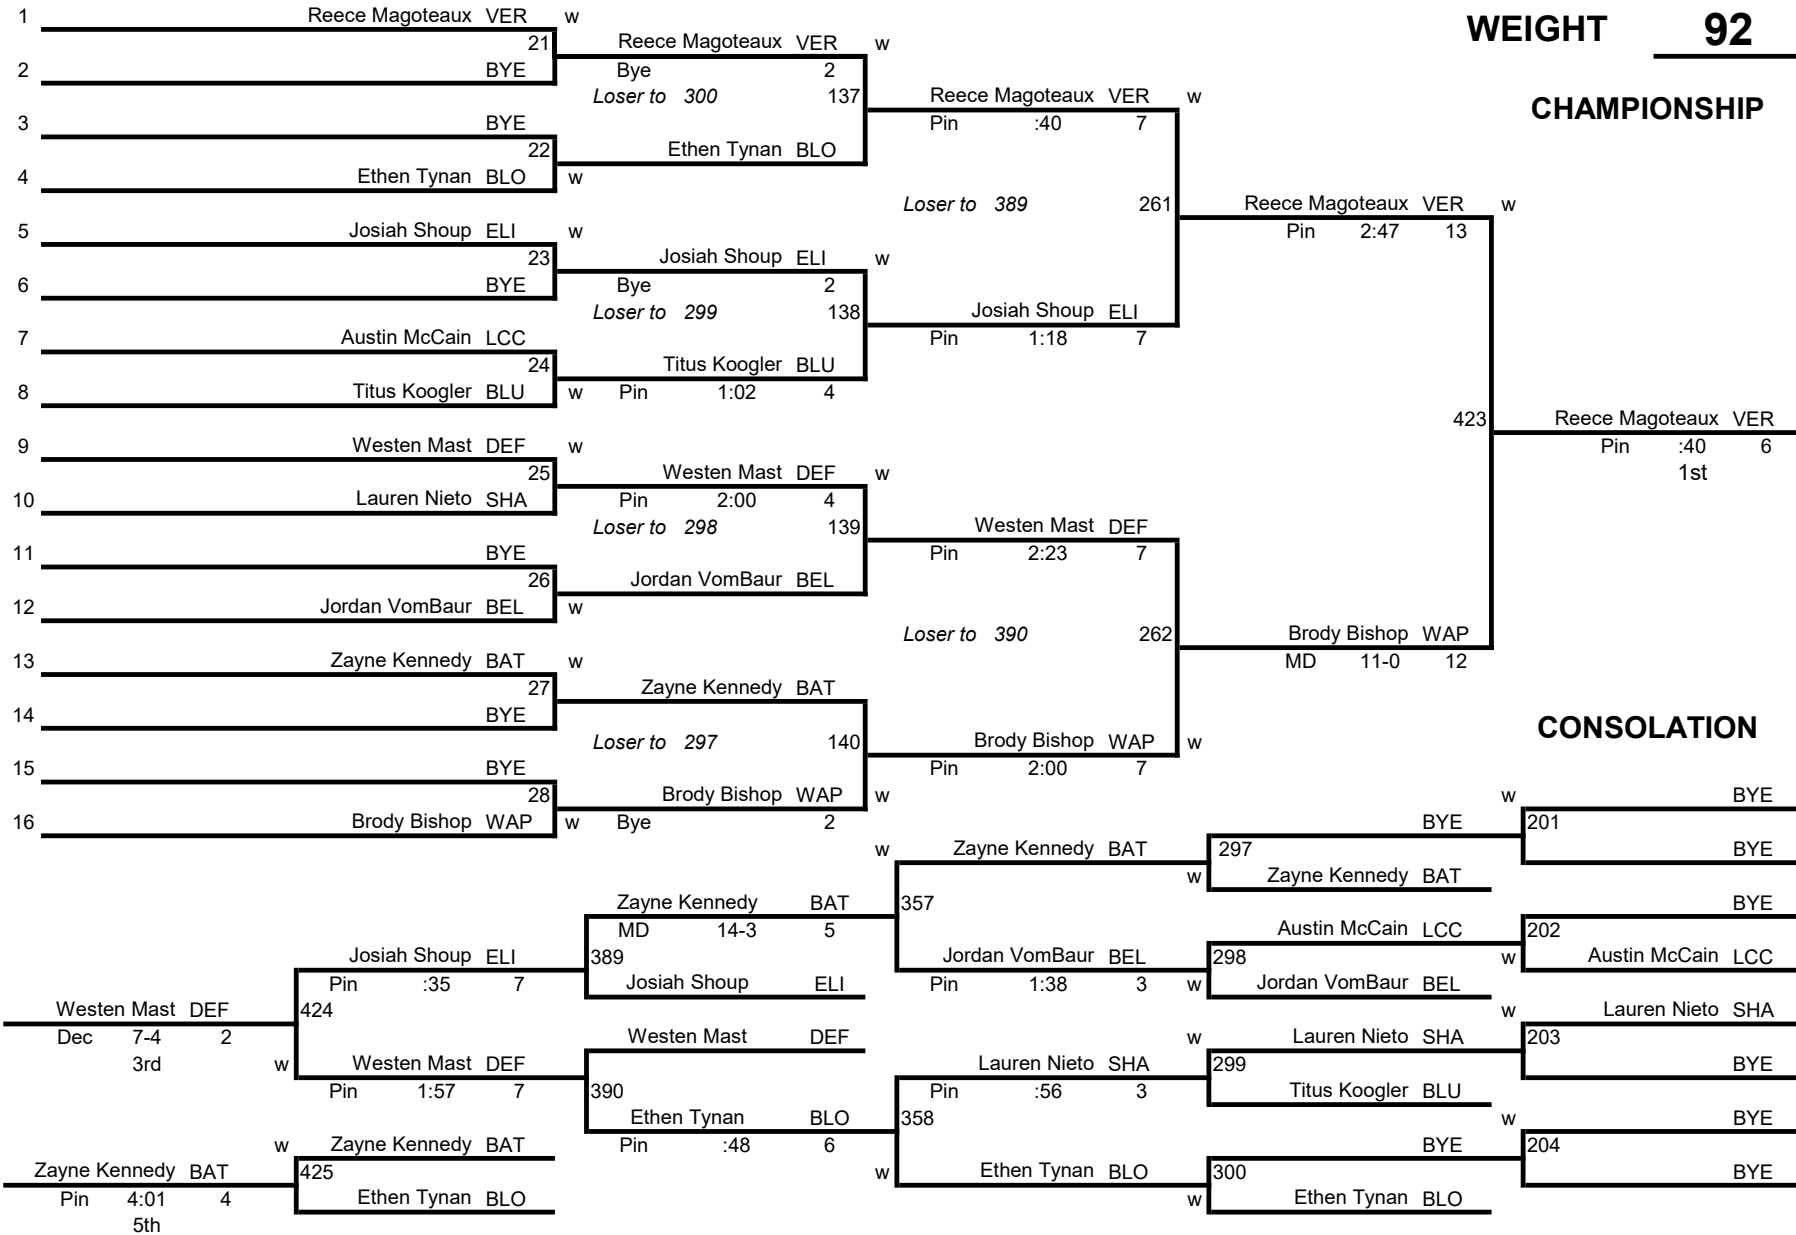 1 Reece Magoteaux VER w
WEIGHT 92
21 Reece Magoteaux VER w
2 BYE Bye 2
Loser to 300 137 Reece Magoteaux VER w
CHAMPIONSHIP
3 BYE Pin :40 7
22 Ethen Tynan BLO
4 Ethen Tynan BLO w
Loser to 389 261 Reece Magoteaux VER w
5 Josiah Shoup ELI w Pin 2:47 13
23 Josiah Shoup ELI w
6 BYE Bye 2
Loser to 299 138 Josiah Shoup ELI
7 Austin McCain LCC Pin 1:18 7
24 Titus Koogler BLU
8 Titus Koogler BLU w Pin 1:02 4
423 Reece Magoteaux VER
9 Westen Mast DEF w Pin :40 6
25 Westen Mast DEF w 1st
10 Lauren Nieto SHA Pin 2:00 4
Loser to 298 139 Westen Mast DEF
11 BYE Pin 2:23 7
26 Jordan VomBaur BEL
12 Jordan VomBaur BEL w
Loser to 390 262 Brody Bishop WAP
13 Zayne Kennedy BAT w MD 11-0 12
27 Zayne Kennedy BAT
14 BYE
CONSOLATION
Loser to 297 140 Brody Bishop WAP w
15 BYE Pin 2:00 7
28 Brody Bishop WAP w w BYE
16 Brody Bishop WAP w Bye 2 BYE 201
w Zayne Kennedy BAT 297 BYE
w Zayne Kennedy BAT
Zayne Kennedy BAT 357 BYE
MD 14-3 5 Austin McCain LCC 202
Josiah Shoup ELI 389 Jordan VomBaur BEL 298 w Austin McCain LCC
Pin :35 7 Josiah Shoup ELI Pin 1:38 3 w Jordan VomBaur BEL
Westen Mast DEF 424 w Lauren Nieto SHA
Dec 7-4 2 Westen Mast DEF w Lauren Nieto SHA 203
3rd w Westen Mast DEF Lauren Nieto SHA 299 BYE
Pin 1:57 7 390 Pin :56 3 Titus Koogler BLU
Ethen Tynan BLO 358 w BYE
w Zayne Kennedy BAT Pin :48 6 BYE 204
Zayne Kennedy BAT 425 w Ethen Tynan BLO 300 BYE
Pin 4:01 4 Ethen Tynan BLO w Ethen Tynan BLO
5th